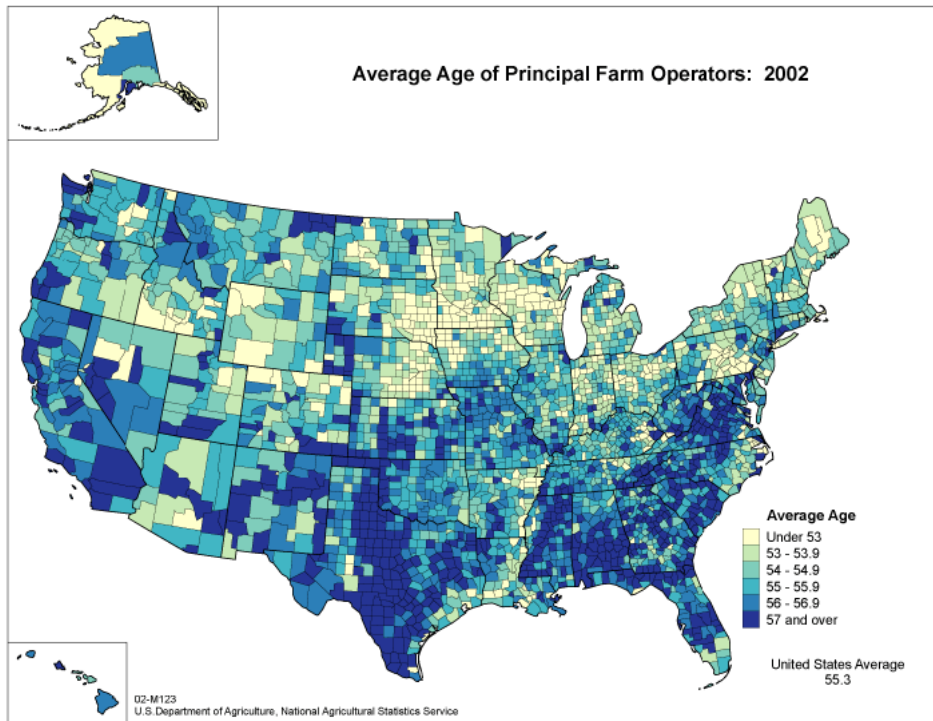 Average Age of Principal Farm Operators: 2002
Average Age
Under 53
53 - 53.9
54 - 54.9
55 - 55.9
56 - 56.9
57 and over
United States Average
55.3
02-M123
U.S. Department of Agriculture, National Agricultural Statistics Service